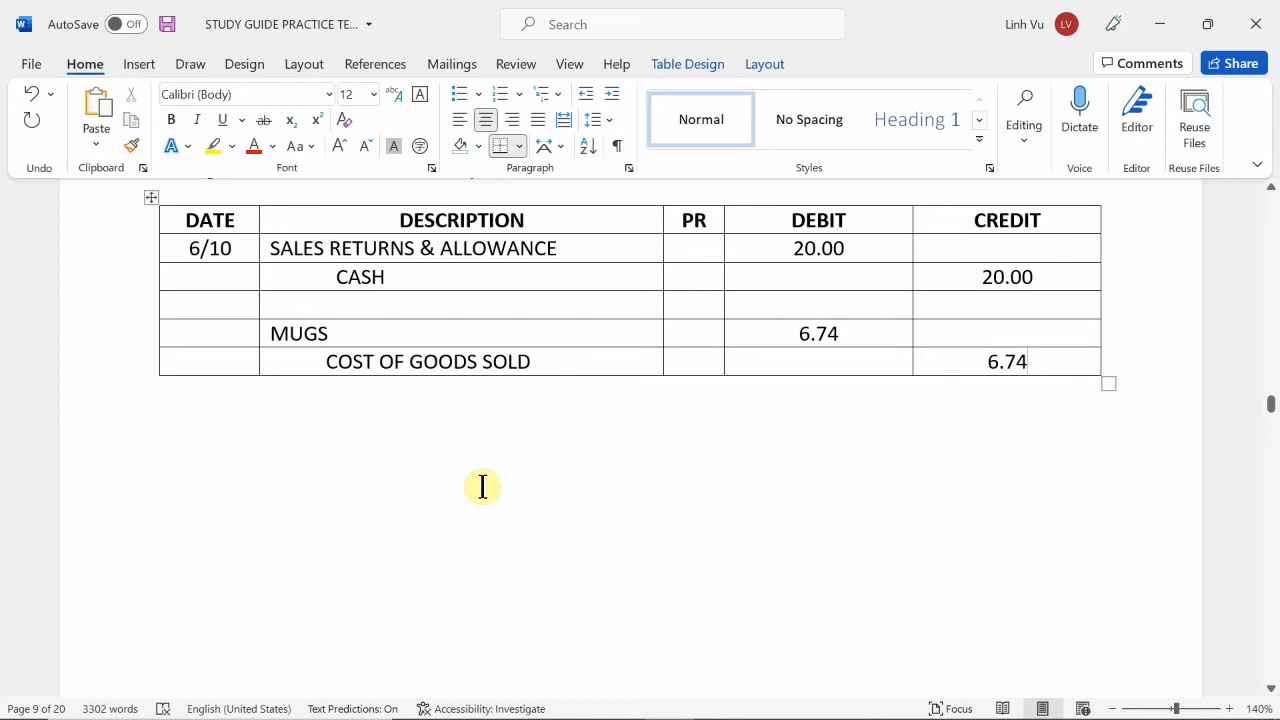 AutoSave Off STUDY GUIDE PRACTICE TE... Search Linh Vu LV
File Home Insert Draw Design Layout References Mailings Review View Help Table Design Layout Comments Share
Calibri (Body) 12 Normal No Spacing Heading 1
Paste Editing Dictate Editor Reuse Files
Undo Clipboard Font Paragraph Styles Voice Editor Reuse Files
DATE DESCRIPTION PR DEBIT CREDIT
6/10 SALES RETURNS & ALLOWANCE 20.00
CASH 20.00
MUGS 6.74
COST OF GOODS SOLD 6.74
Page 9 of 20 3302 words English (United States) Text Predictions: On Accessibility: Investigate Focus 140%